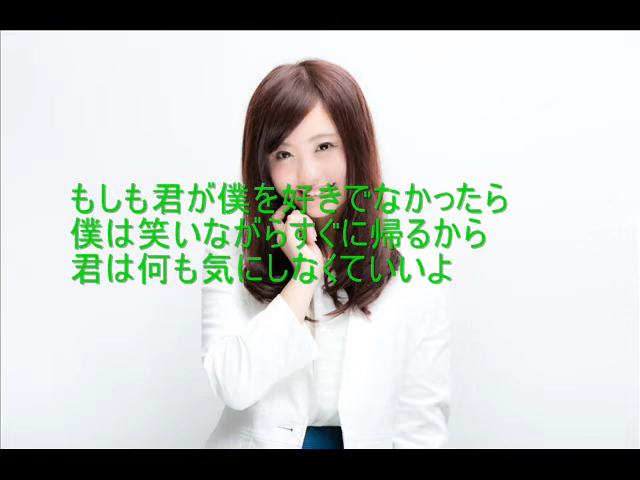 もしも君が僕を好きでなかったら
僕は笑いながらすぐに帰るから
君は何も気にしなくていいよ